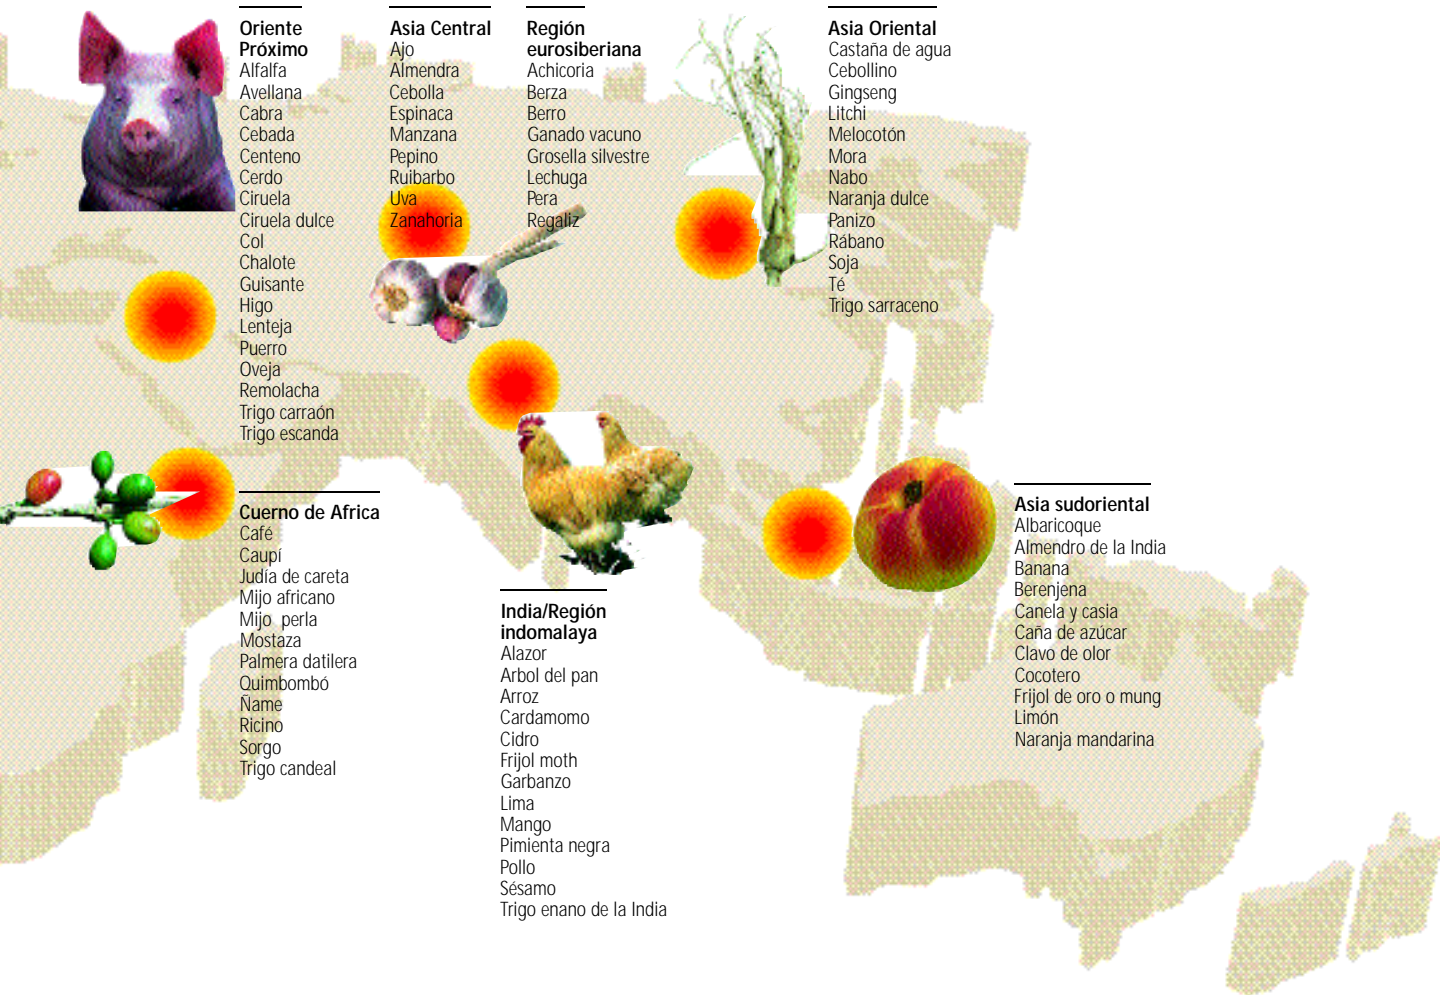 Oriente
Próximo
Alfalfa
Avellana
Cabra
Cebada
Centeno
Cerdo
Ciruela
Ciruela dulce
Col
Chalote
Guisante
Higo
Lenteja
Puerro
Oveja
Remolacha
Trigo carraón
Trigo escanda
Asia Central
Ajo
Almendra
Cebolla
Espinaca
Manzana
Pepino
Ruibarbo
Uva
Zanahoria
Región
eurosiberiana
Achicoria
Berza
Berro
Ganado vacuno
Grosella silvestre
Lechuga
Pera
Regaliz
Asia Oriental
Castaña de agua
Cebollino
Gingseng
Litchi
Melocotón
Mora
Nabo
Naranja dulce
Panizo
Rábano
Soja
Té
Trigo sarraceno
Cuerno de Africa
Café
Caupí
Judía de careta
Mijo africano
Mijo  perla
Mostaza
Palmera datilera
Quimbombó
Ñame
Ricino
Sorgo
Trigo candeal
India/Región
indomalaya
Alazor
Arbol del pan
Arroz
Cardamomo
Cidro
Frijol moth
Garbanzo
Lima
Mango
Pimienta negra
Pollo
Sésamo
Trigo enano de la India
Asia sudoriental
Albaricoque
Almendro de la India
Banana
Berenjena
Canela y casia
Caña de azúcar
Clavo de olor
Cocotero
Frijol de oro o mung
Limón
Naranja mandarina